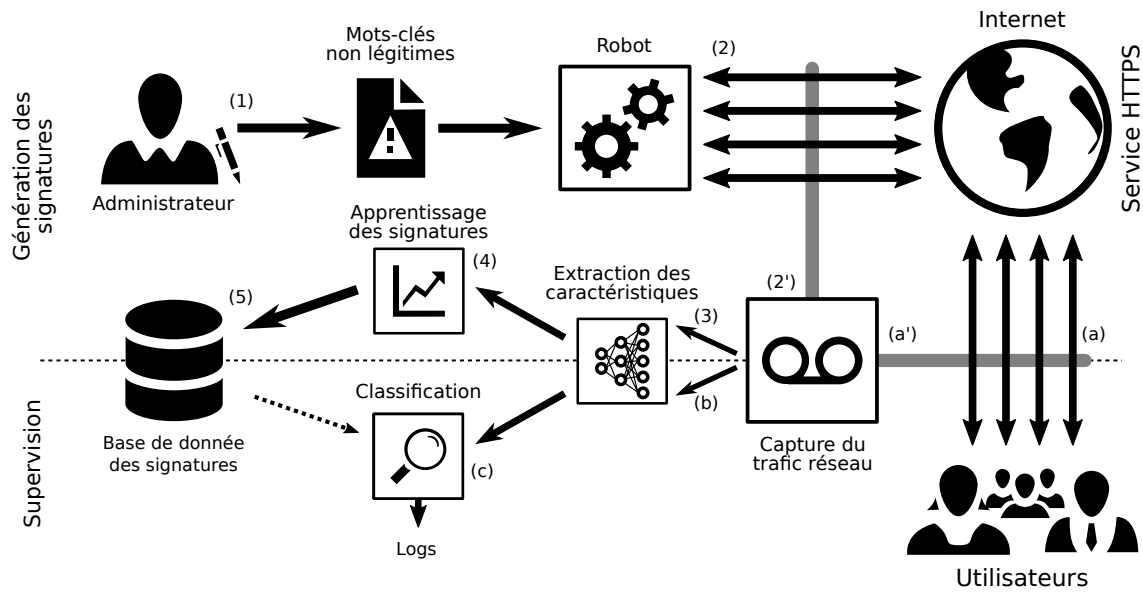 Internet
Mots-clés
non légitimes
Robot
(2)
(1)
Service HTTPS
Génération des
signatures
Administrateur
Apprentissage
des signatures
(4)
Extraction des
caractéristiques
(2')
(5)
(3)
(a')
(a)
Classification
(b)
Base de donnée
des signatures
(c)
Capture du
trafic réseau
Supervision
Logs
Utilisateurs